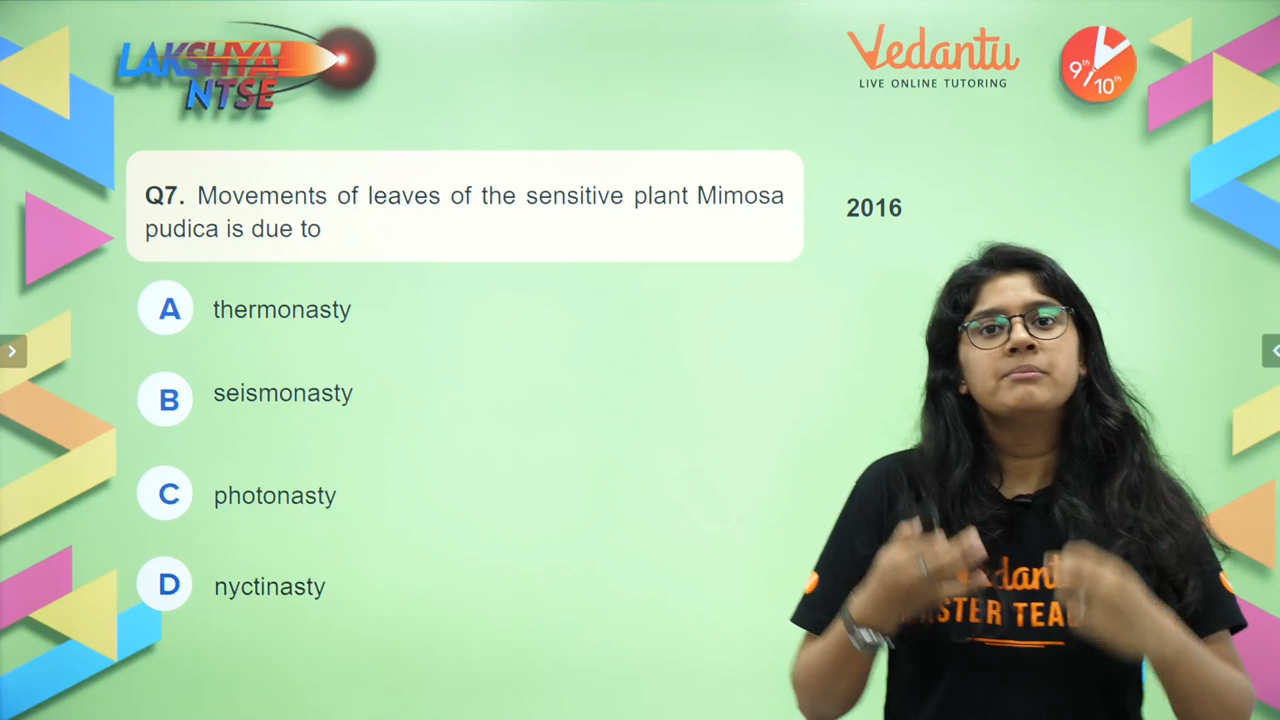 LAKSHYA
NTSE
Vedantu
LIVE ONLINE TUTORING
9th
10th
Q7. Movements of leaves of the sensitive plant Mimosa
pudica is due to
2016
A thermonasty
B seismonasty
C photonasty
D nyctinasty